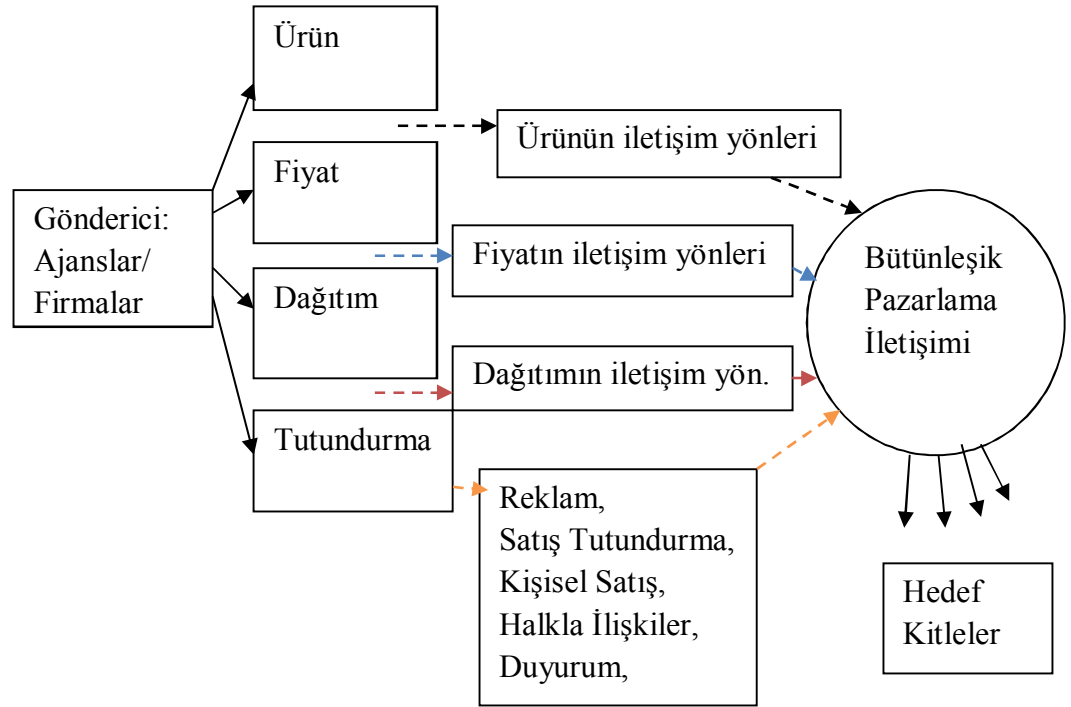 Ürün
Ürünün iletişim yönleri
Fiyat
Gönderici:
Ajanslar/
Firmalar
Fiyatın iletişim yönleri
Dağıtım
Bütünleşik
Pazarlama
İletişimi
Dağıtımın iletişim yön.
Tutundurma
Reklam,
Satış Tutundurma,
Kişisel Satış,
Halkla İlişkiler,
Duyurum,
Hedef
Kitleler